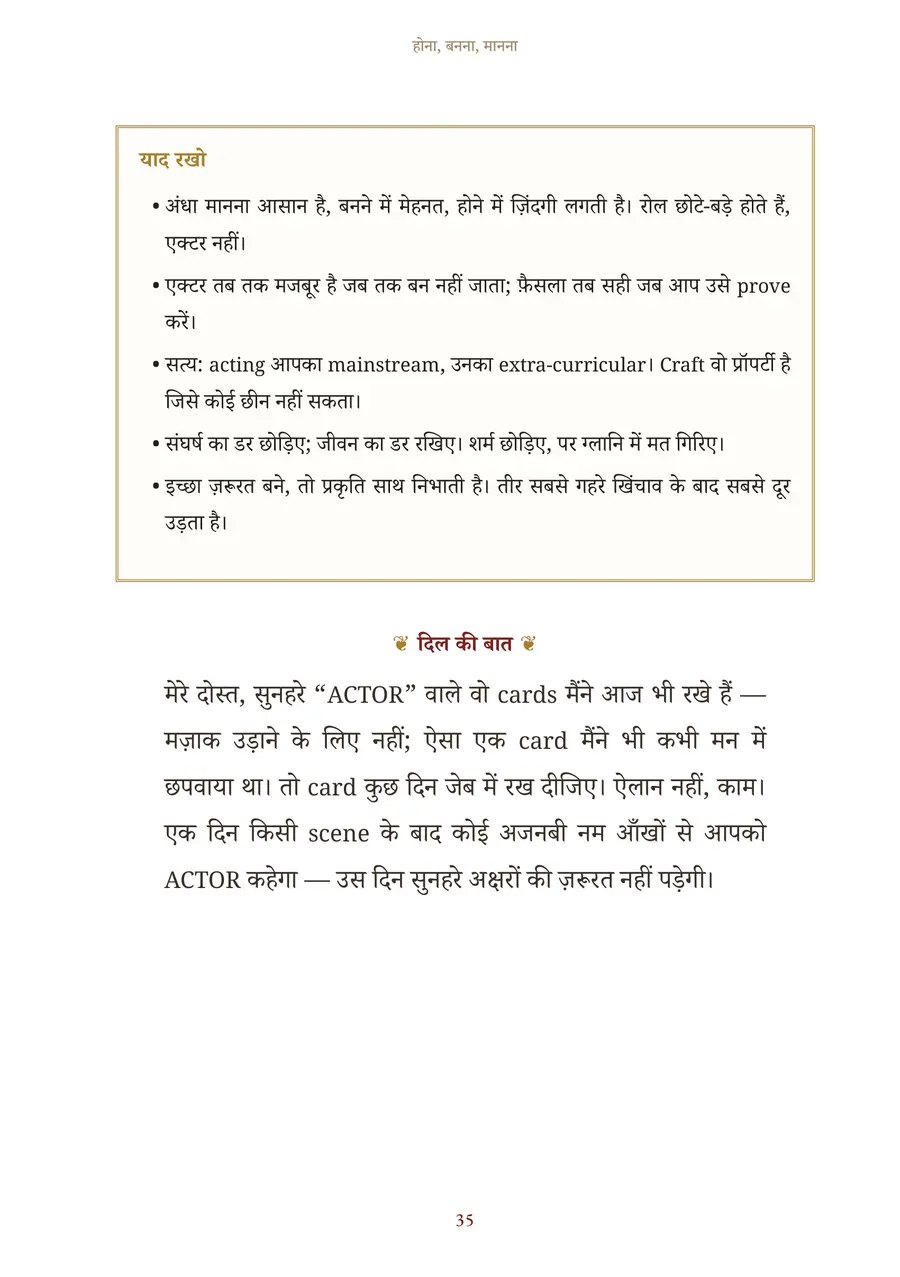 होना, बनना, मानना
याद रखो
• अंधा मानना आसान है, बनने में मेहनत, होने में ज़िंदगी लगती है। रोल छोटे-बड़े होते हैं,
एक्टर नहीं।
• एक्टर तब तक मजबूर है जब तक बन नहीं जाता; फ़ैसला तब सही जब आप उसे prove
करें।
• सत्य: acting आपका mainstream, उनका extra-curricular। Craft वो प्रॉपर्टी है
जिसे कोई छीन नहीं सकता।
• संघर्ष का डर छोड़िए; जीवन का डर रखिए। शर्म छोड़िए, पर ग्लानि में मत गिरिए।
• इच्छा ज़रूरत बने, तो प्रकृति साथ निभाती है। तीर सबसे गहरे खिंचाव के बाद सबसे दूर
उड़ता है।
❦ दिल की बात ❦
मेरे दोस्त, सुनहरे “ACTOR” वाले वो cards मैंने आज भी रखे हैं —
मज़ाक उड़ाने के लिए नहीं; ऐसा एक card मैंने भी कभी मन में
छपवाया था। तो card कुछ दिन जेब में रख दीजिए। ऐलान नहीं, काम।
एक दिन किसी scene के बाद कोई अजनबी नम आँखों से आपको
ACTOR कहेगा — उस दिन सुनहरे अक्षरों की ज़रूरत नहीं पड़ेगी।
35